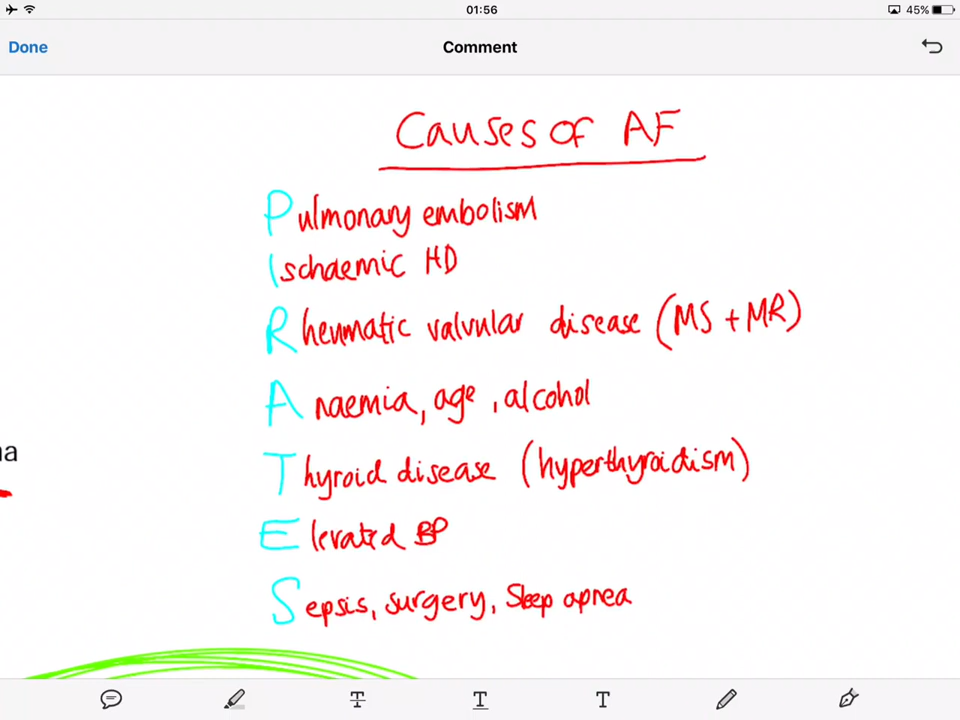 01:56
45%
Done
Comment
Causes of AF
Pulmonary embolism
Ischaemic HD
Rheumatic valvular disease (MS + MR)
Anaemia, age, alcohol
na
Thyroid disease (hyperthyroidism)
Elevated BP
Sepsis, surgery, Sleep apnea
T
T
T